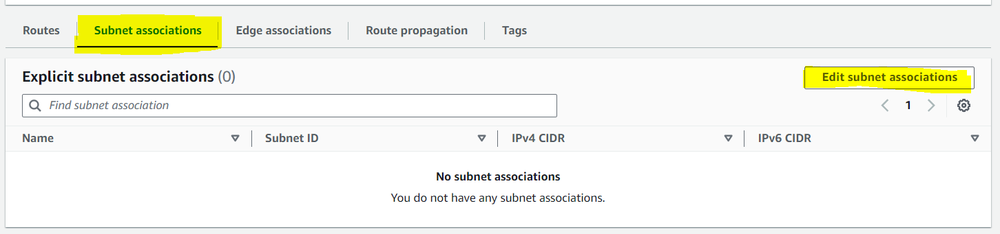 Routes Subnet associations Edge associations Route propagation Tags
Explicit subnet associations (0) Edit subnet associations
Find subnet association 1
Name Subnet ID IPv4 CIDR IPv6 CIDR
No subnet associations
You do not have any subnet associations.